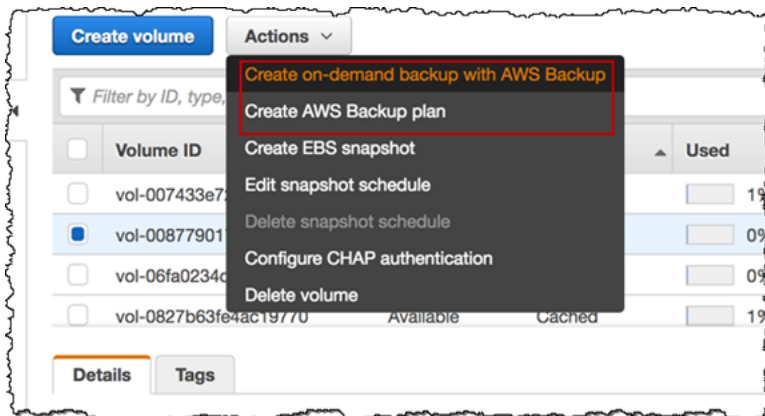 Create volume Actions
Create on-demand backup with AWS Backup
Filter by ID, type,
Create AWS Backup plan
Volume ID Create EBS snapshot Used
vol-007433e7 Edit snapshot schedule 1%
Delete snapshot schedule
vol-00877901 0%
Configure CHAP authentication
vol-06fa0234 0%
Delete volume
vol-0827b63fe4ac19770 Available Cached 1%
Details Tags